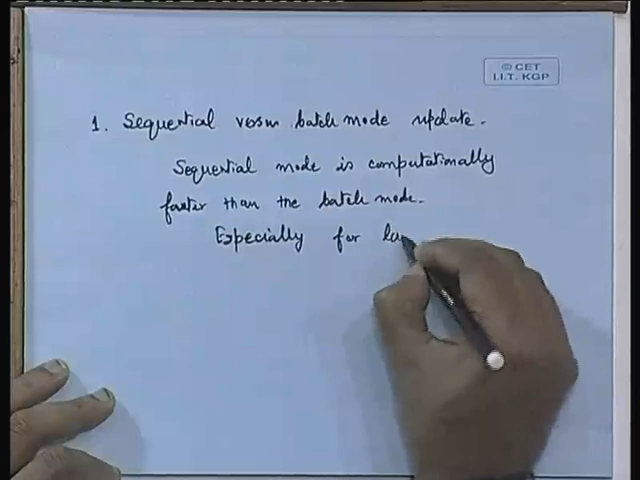 © CET
I.I.T. KGP
1. Sequential versus batch mode update.
Sequential mode is computationally
faster than the batch mode.
Especially for